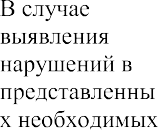 В случае
выявления
нарушений в
представленны
х необходимых